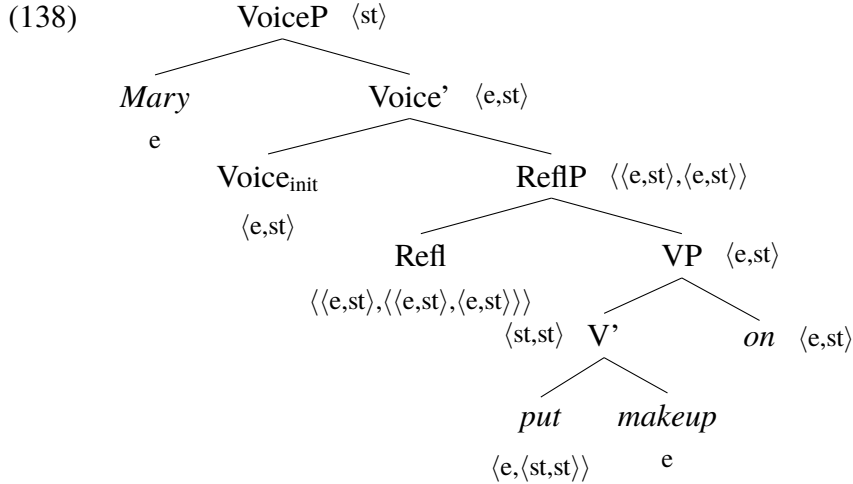 (138) VoiceP ⟨st⟩
Mary Voice’ ⟨e,st⟩
e
Voice_init ReflP ⟨⟨e,st⟩,⟨e,st⟩⟩
⟨e,st⟩
Refl VP ⟨e,st⟩
⟨⟨e,st⟩,⟨⟨e,st⟩,⟨e,st⟩⟩⟩
⟨st,st⟩ V’ on ⟨e,st⟩
put makeup
⟨e,⟨st,st⟩⟩ e